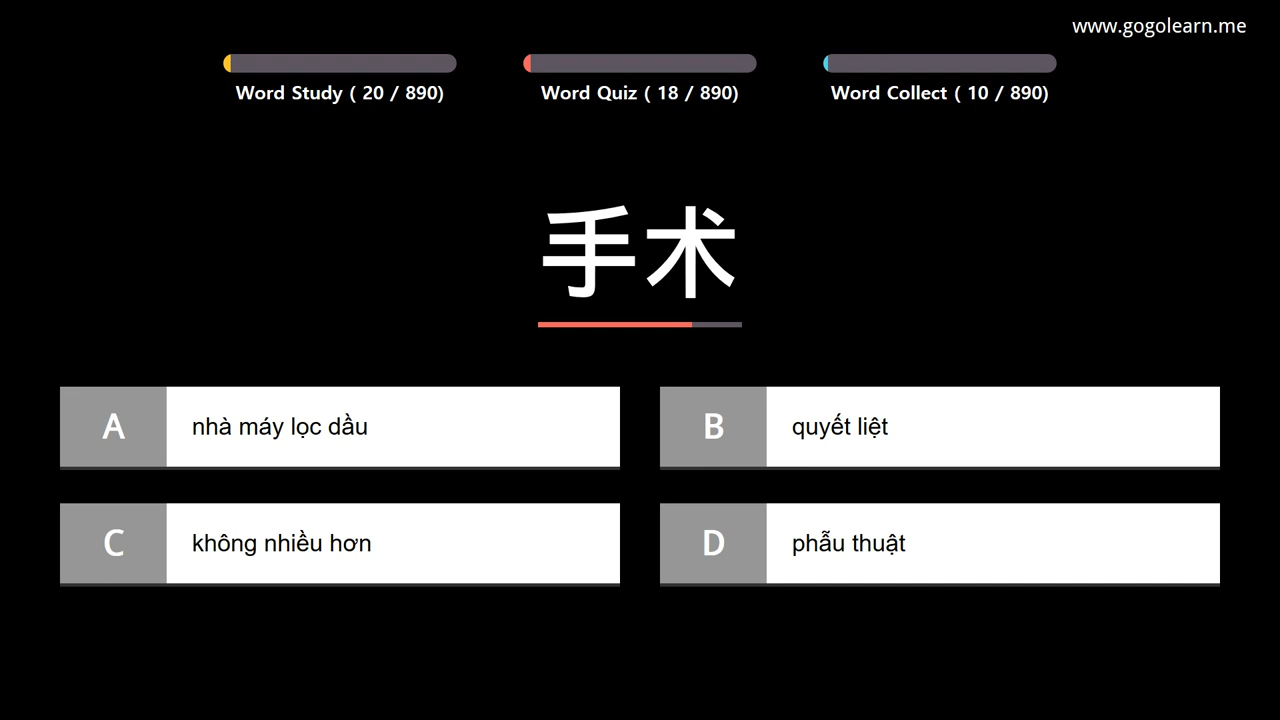 www.gogolearn.me
Word Study ( 20 / 890)
Word Quiz ( 18 / 890)
Word Collect ( 10 / 890)
手术
A nhà máy lọc dầu
B quyết liệt
C không nhiều hơn
D phẫu thuật